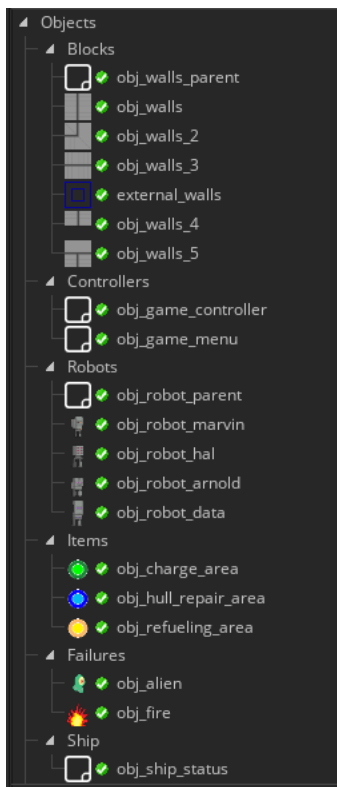 Objects
Blocks
obj_walls_parent
obj_walls
obj_walls_2
obj_walls_3
external_walls
obj_walls_4
obj_walls_5
Controllers
obj_game_controller
obj_game_menu
Robots
obj_robot_parent
obj_robot_marvin
obj_robot_hal
obj_robot_arnold
obj_robot_data
Items
obj_charge_area
obj_hull_repair_area
obj_refueling_area
Failures
obj_alien
obj_fire
Ship
obj_ship_status